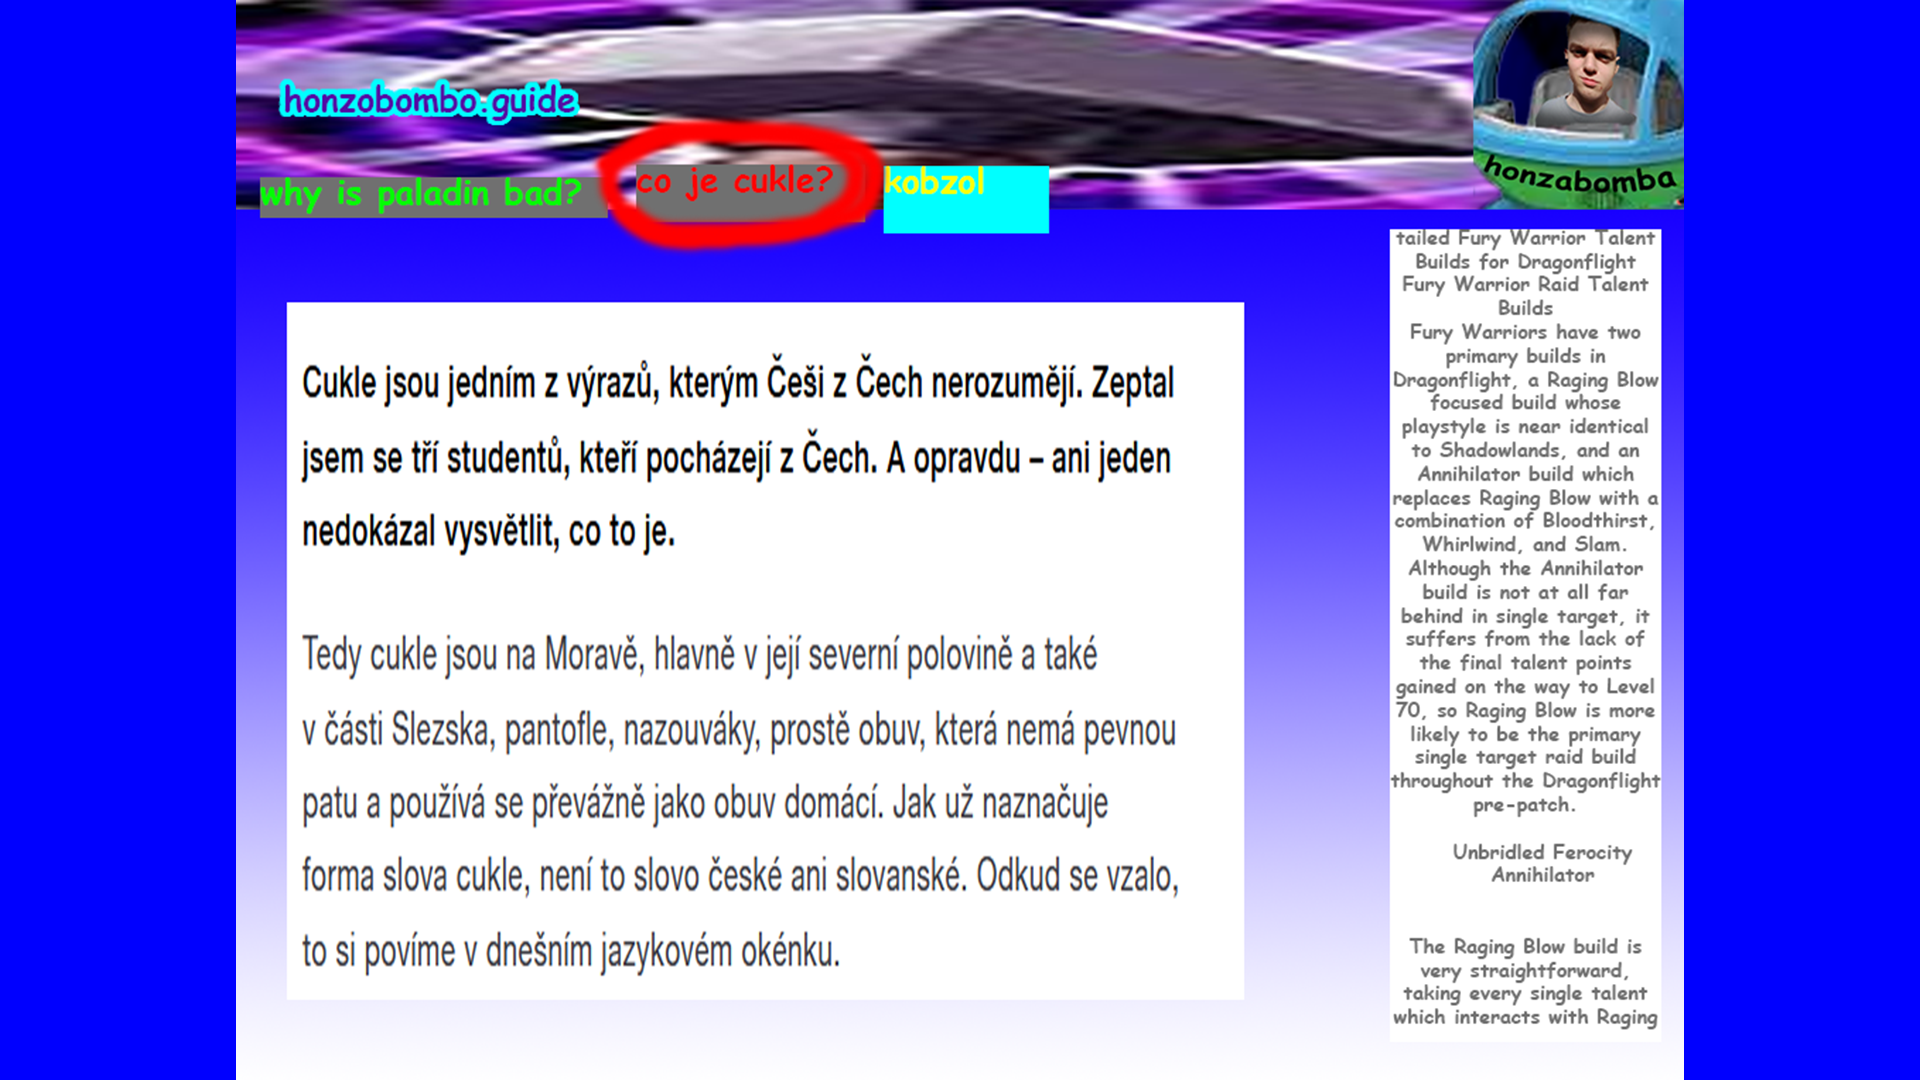 honzobombo.guide
honzabomba
why is paladin bad?
co je cukle?
kobzol
Cukle jsou jedním z výrazů, kterým Češi z Čech nerozumějí. Zeptal
jsem se tří studentů, kteří pocházejí z Čech. A opravdu – ani jeden
nedokázal vysvětlit, co to je.
Tedy cukle jsou na Moravě, hlavně v její severní polovině a také
v části Slezska, pantofle, nazouváky, prostě obuv, která nemá pevnou
patu a používá se převážně jako obuv domácí. Jak už naznačuje
forma slova cukle, není to slovo české ani slovanské. Odkud se vzalo,
to si povíme v dnešním jazykovém okénku.
tailed Fury Warrior Talent
Builds for Dragonflight
Fury Warrior Raid Talent
Builds
Fury Warriors have two
primary builds in
Dragonflight, a Raging Blow
focused build whose
playstyle is near identical
to Shadowlands, and an
Annihilator build which
replaces Raging Blow with a
combination of Bloodthirst,
Whirlwind, and Slam.
Although the Annihilator
build is not at all far
behind in single target, it
suffers from the lack of
the final talent points
gained on the way to Level
70, so Raging Blow is more
likely to be the primary
single target raid build
throughout the Dragonflight
pre-patch.
Unbridled Ferocity
Annihilator
The Raging Blow build is
very straightforward,
taking every single talent
which interacts with Raging